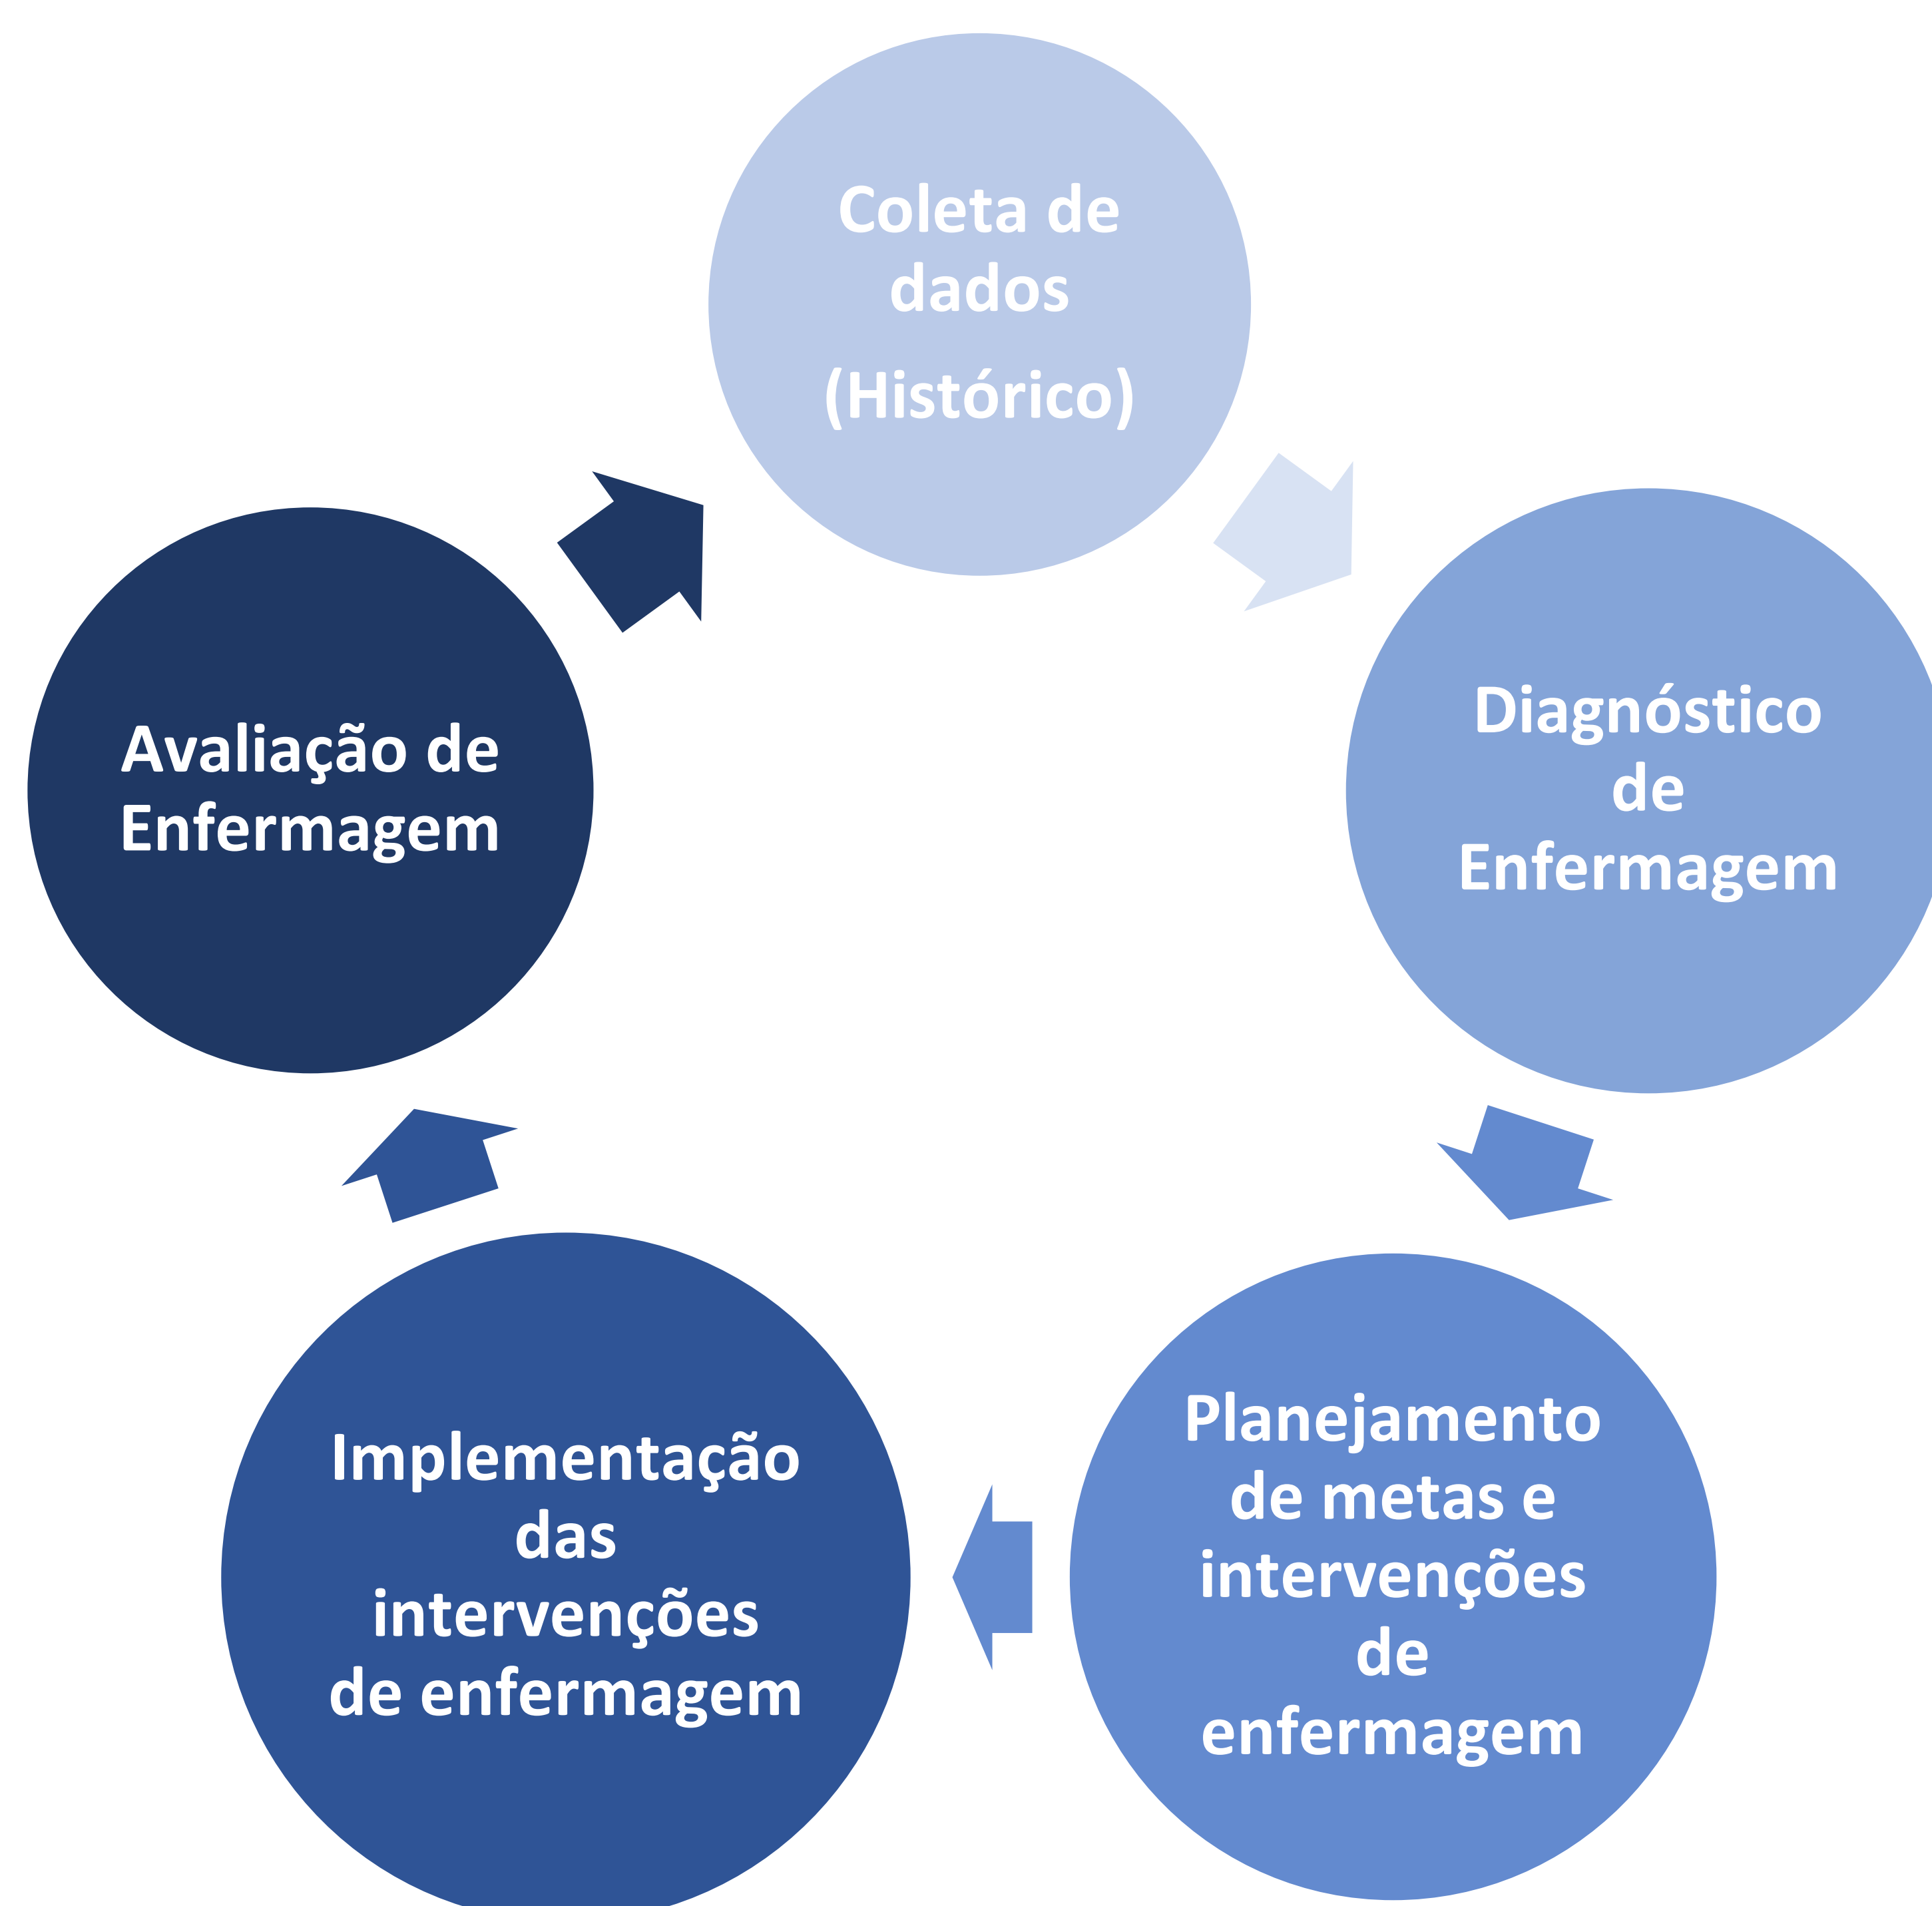 Coleta de
dados
(Histórico)
Diagnóstico
de
Enfermagem
Planejamento
de metas e
intervenções
de
enfermagem
Implementação
das
intervenções
de enfermagem
Avaliação de
Enfermagem